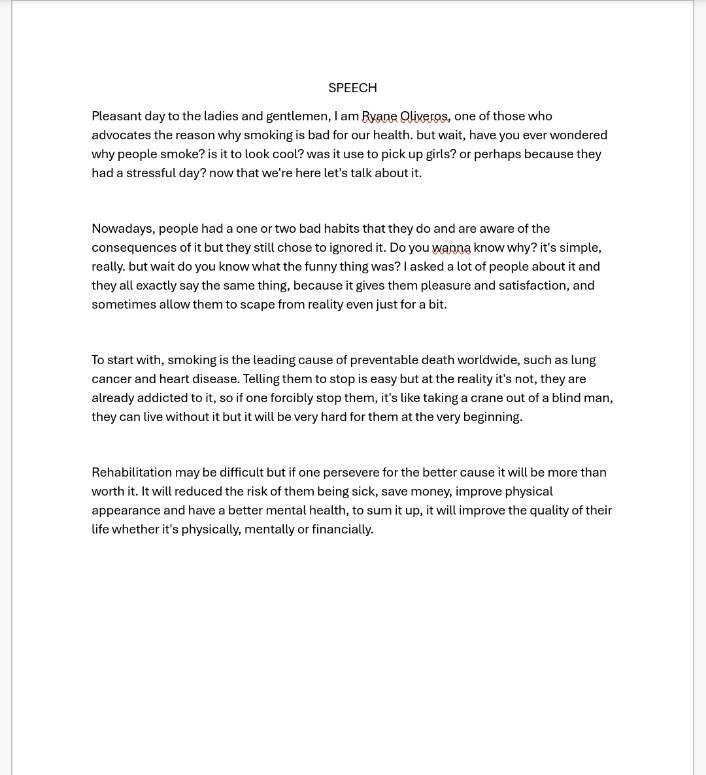 SPEECH
Pleasant day to the ladies and gentlemen, I am Ryane Oliveros, one of those who
advocates the reason why smoking is bad for our health. but wait, have you ever wondered
why people smoke? is it to look cool? was it use to pick up girls? or perhaps because they
had a stressful day? now that we're here let's talk about it.
Nowadays, people had a one or two bad habits that they do and are aware of the
consequences of it but they still chose to ignored it. Do you wanna know why? it's simple,
really. but wait do you know what the funny thing was? I asked a lot of people about it and
they all exactly say the same thing, because it gives them pleasure and satisfaction, and
sometimes allow them to scape from reality even just for a bit.
To start with, smoking is the leading cause of preventable death worldwide, such as lung
cancer and heart disease. Telling them to stop is easy but at the reality it's not, they are
already addicted to it, so if one forcibly stop them, it's like taking a crane out of a blind man,
they can live without it but it will be very hard for them at the very beginning.
Rehabilitation may be difficult but if one persevere for the better cause it will be more than
worth it. It will reduced the risk of them being sick, save money, improve physical
appearance and have a better mental health, to sum it up, it will improve the quality of their
life whether it's physically, mentally or financially.